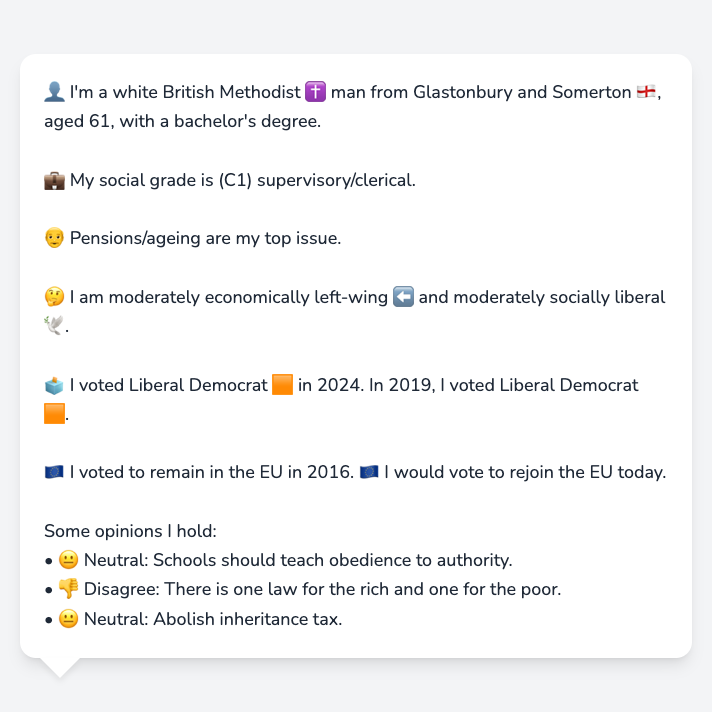 👤 I'm a white British Methodist ✝️ man from Glastonbury and Somerton 🏴󠁧󠁢󠁥󠁮󠁧󠁿,
aged 61, with a bachelor's degree.
💼 My social grade is (C1) supervisory/clerical.
👴 Pensions/ageing are my top issue.
🤔 I am moderately economically left-wing ⬅️ and moderately socially liberal
🕊️.
🗳️ I voted Liberal Democrat 🟧 in 2024. In 2019, I voted Liberal Democrat
🟧.
🇪🇺 I voted to remain in the EU in 2016. 🇪🇺 I would vote to rejoin the EU today.
Some opinions I hold:
• 😐 Neutral: Schools should teach obedience to authority.
• 👎 Disagree: There is one law for the rich and one for the poor.
• 😐 Neutral: Abolish inheritance tax.